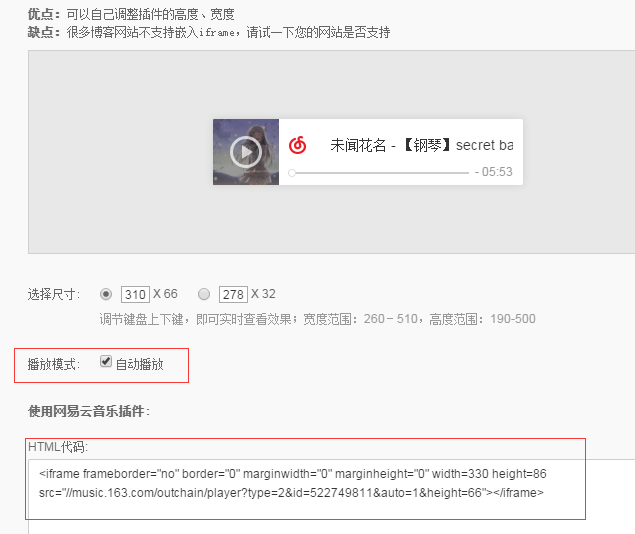 优点：可以自己调整插件的高度、宽度
缺点：很多博客网站不支持嵌入iframe，请试一下您的网站是否支持
未闻花名 - 【钢琴】secret ba
- 05:53
选择尺寸： 310 X 66 278 X 32
调节键盘上下键，即可实时查看效果；宽度范围：260－510，高度范围：190-500
播放模式： 自动播放
使用网易云音乐插件：
HTML代码:
<iframe frameborder="no" border="0" marginwidth="0" marginheight="0" width=330 height=86
src="//music.163.com/outchain/player?type=2&id=522749811&auto=1&height=66"></iframe>